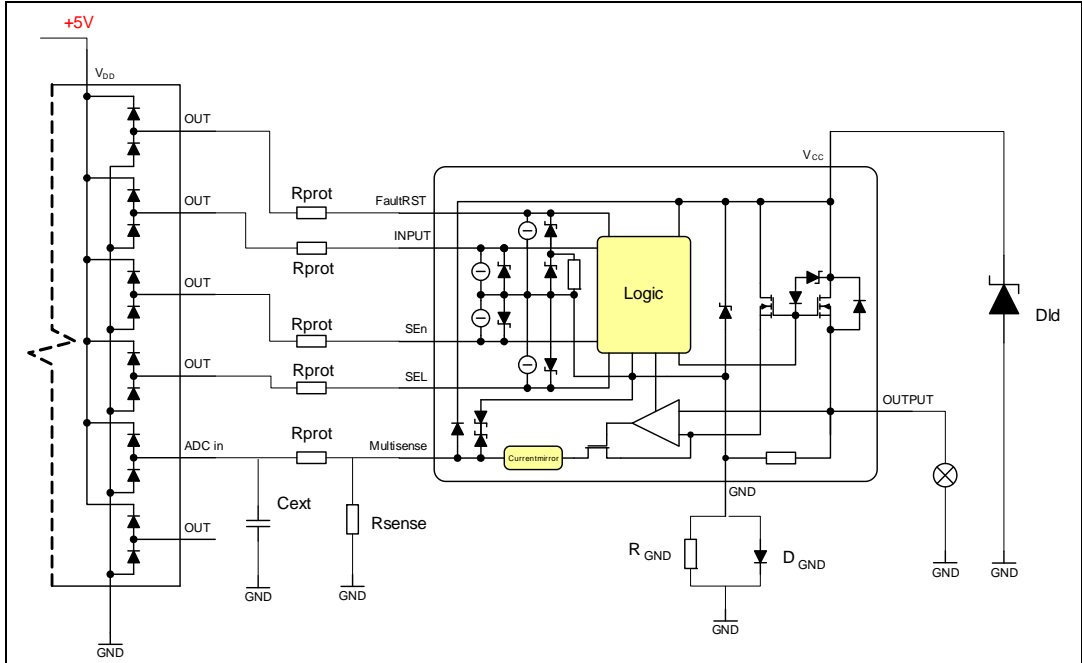 +5V
VDD
OUT
OUT
OUT
OUT
ADC in
OUT
GND
Rprot
Rprot
Rprot
Rprot
Rprot
Cext
GND
Rsense
GND
FaultRST
INPUT
SEn
SEL
Multisense
VCC
Logic
Currentmirror
OUTPUT
GND
R GND
D GND
GND
GND
Dld
GND